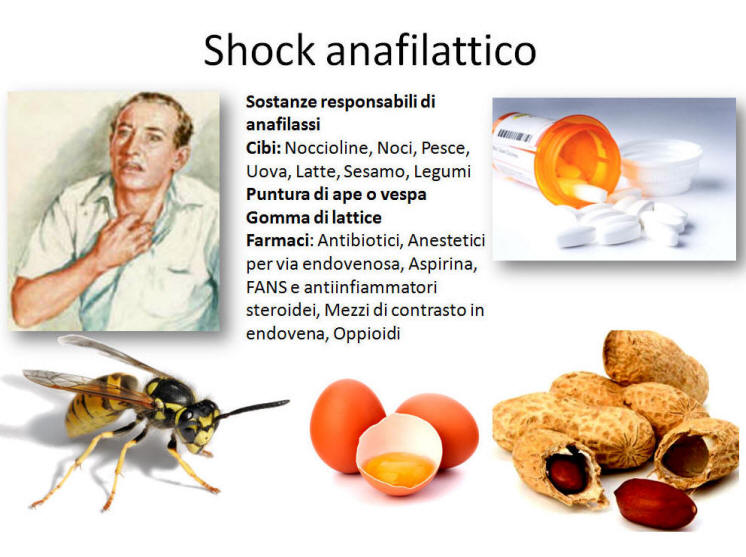 Shock anafilattico
Sostanze responsabili di
anafilassi
Cibi: Noccioline, Noci, Pesce,
Uova, Latte, Sesamo, Legumi
Puntura di ape o vespa
Gomma di lattice
Farmaci: Antibiotici, Anestetici
per via endovenosa, Aspirina,
FANS e antiinfiammatori
steroidei, Mezzi di contrasto in
endovena, Oppioidi